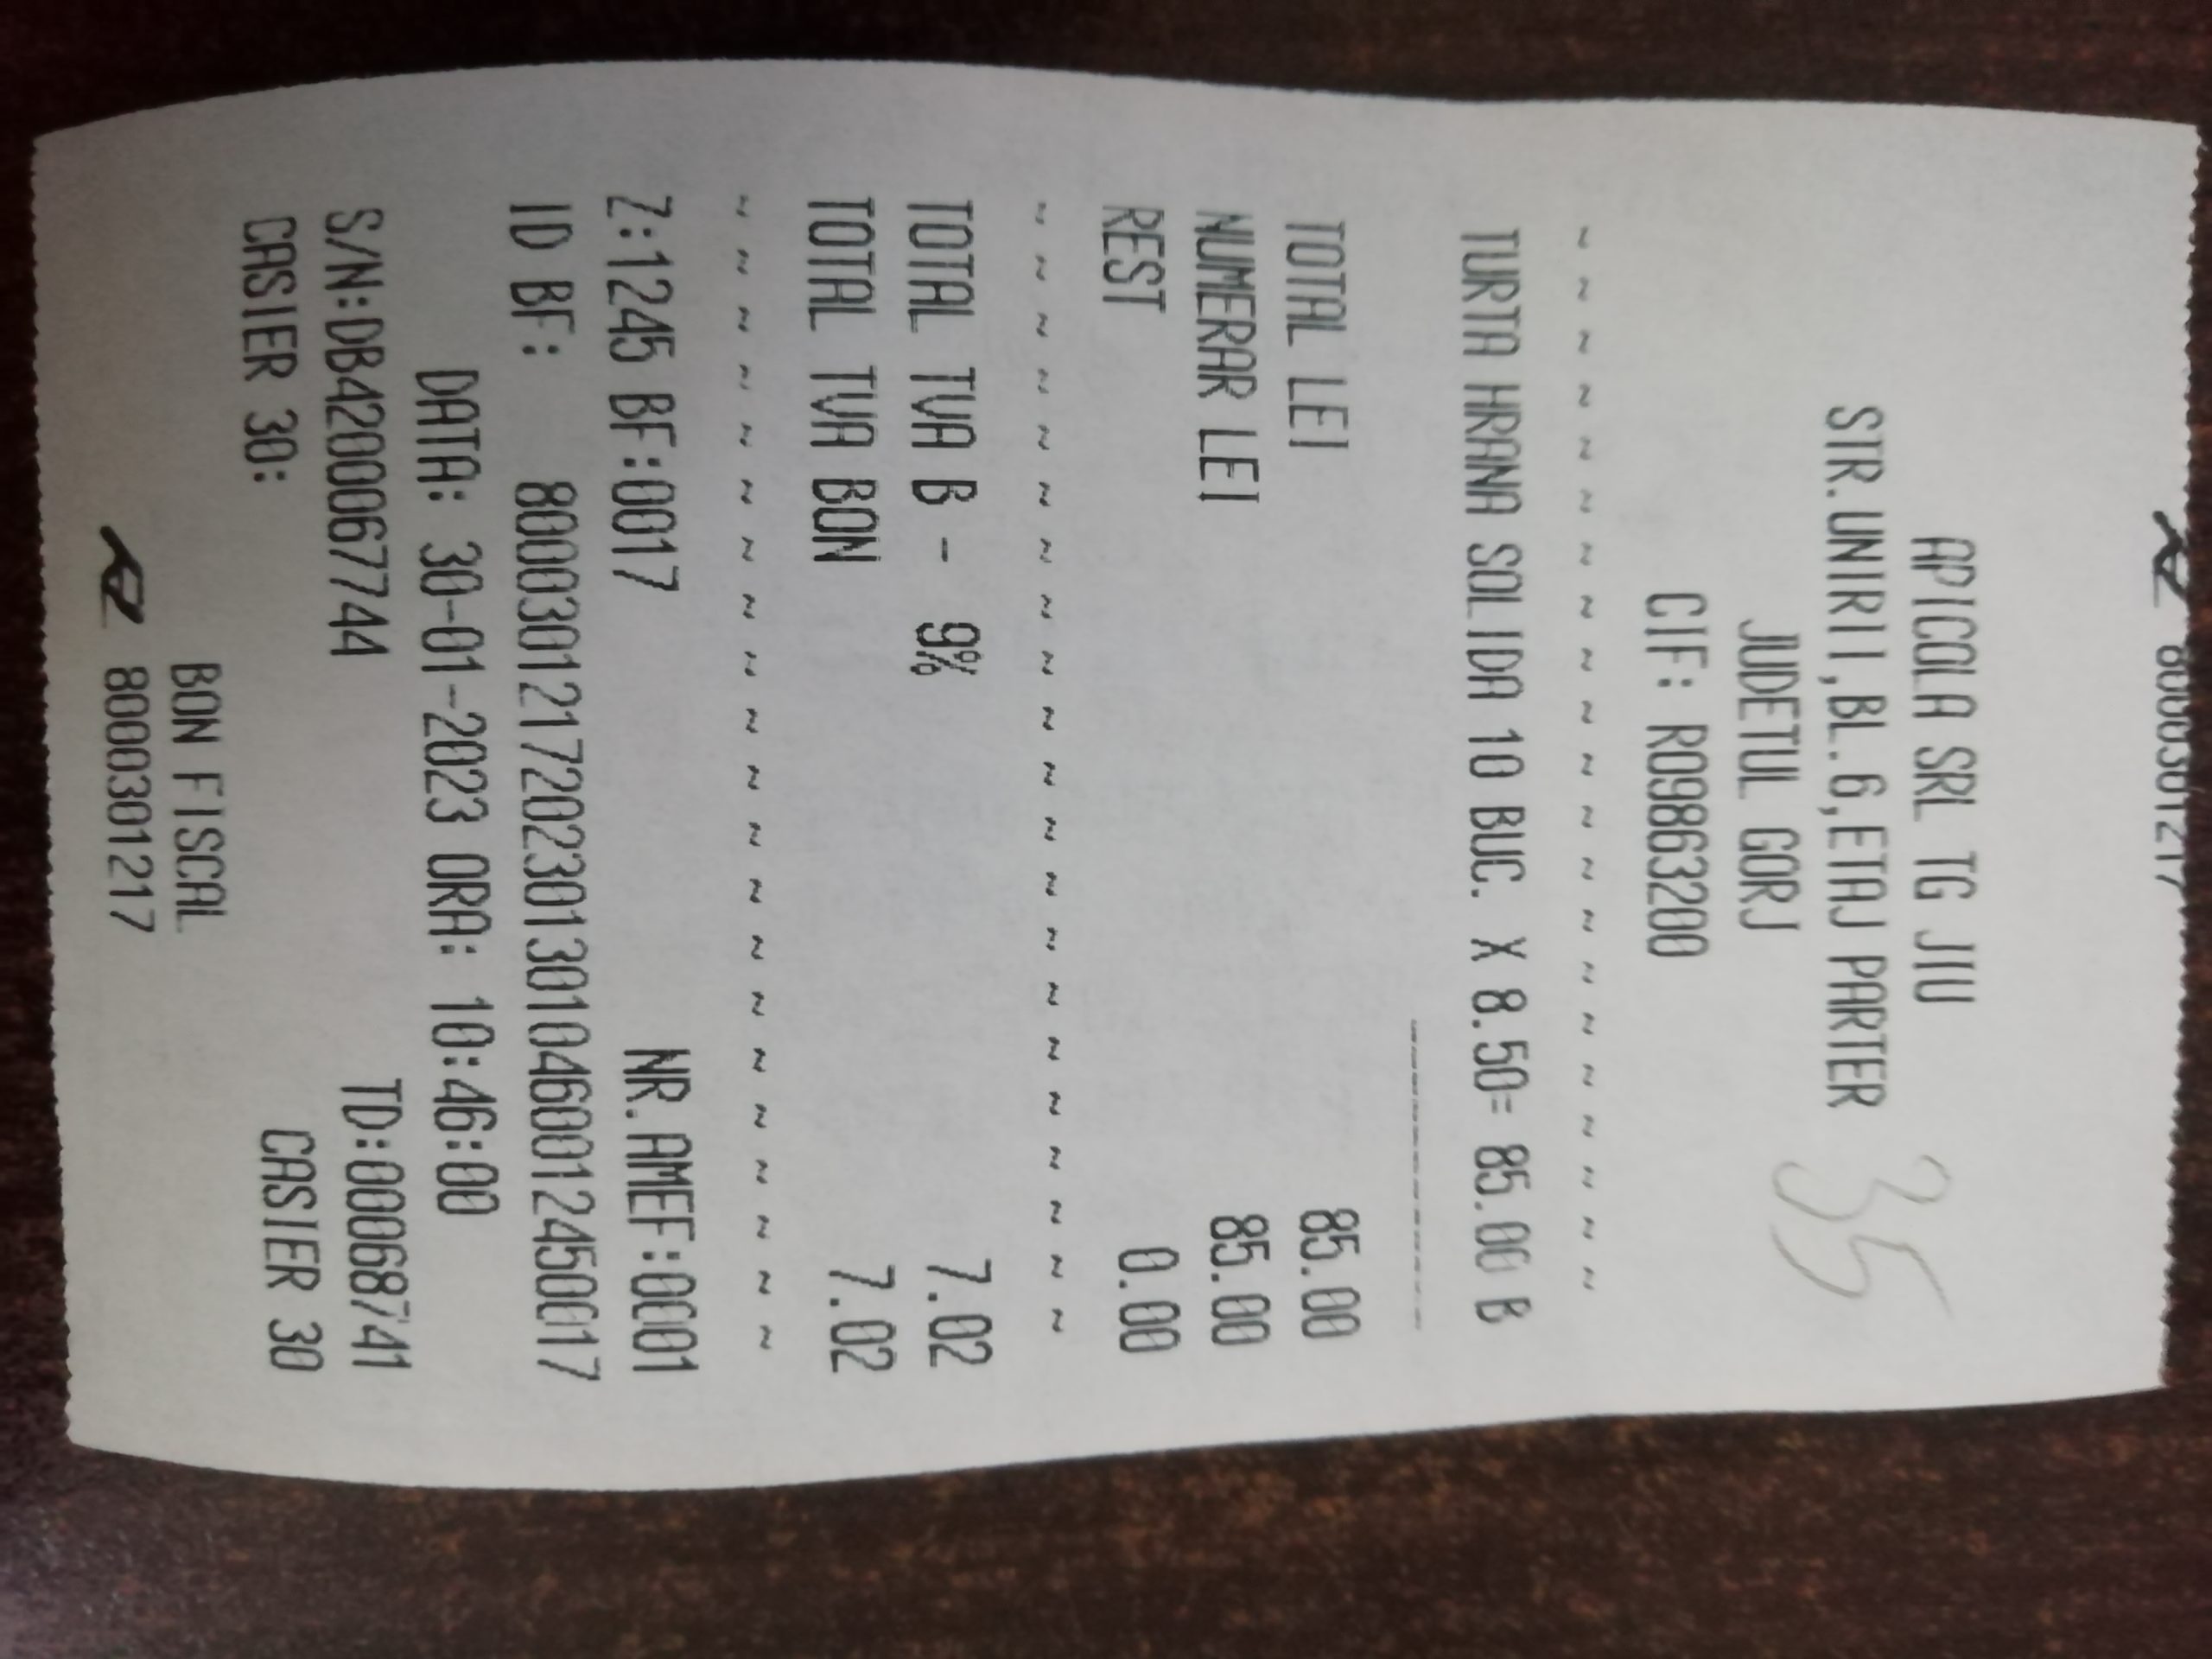 8000301217
APICOLA SRL TG JIU
STR.UNIRII,BL.6,ETAJ PARTER
35
JUDETUL GORJ
CIF: RO9863200
~ ~ ~ ~ ~ ~ ~ ~ ~ ~ ~ ~ ~ ~ ~ ~ ~ ~ ~ ~
TURTA HRANA SOLIDA 10 BUC. X 8.50= 85.00 B
TOTAL LEI 85.00
NUMERAR LEI 85.00
REST 0.00
~ ~ ~ ~ ~ ~ ~ ~ ~ ~ ~ ~ ~ ~ ~ ~ ~ ~ ~ ~ ~
TOTAL TVA B - 9% 7.02
TOTAL TVA BON 7.02
~ ~ ~ ~ ~ ~ ~ ~ ~ ~ ~ ~ ~ ~ ~ ~ ~ ~ ~ ~ ~
Z:1245 BF:0017 NR.AMEF:0001
ID BF: 80003012172023013010460012450017
DATA: 30-01-2023 ORA: 10:46:00
S/N:DB4200067744 TD:00068741
CASIER 30: CASIER 30
BON FISCAL
8000301217